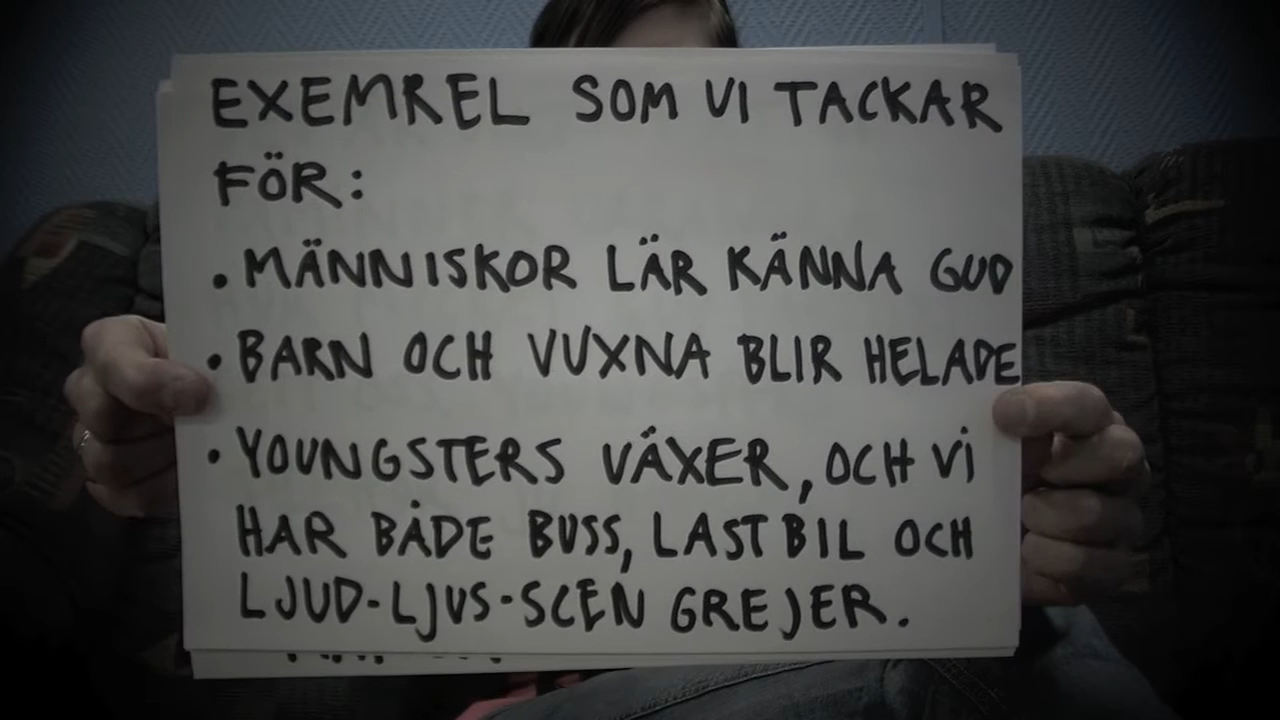 EXEMREL SOM VI TACKAR
FÖR:
• MÄNNISKOR LÄR KÄNNA GUD
• BARN OCH VUXNA BLIR HELADE
• YOUNGSTERS VÄXER, OCH VI
HAR BÅDE BUSS, LASTBIL OCH
LJUD-LJUS-SCEN GREJER.